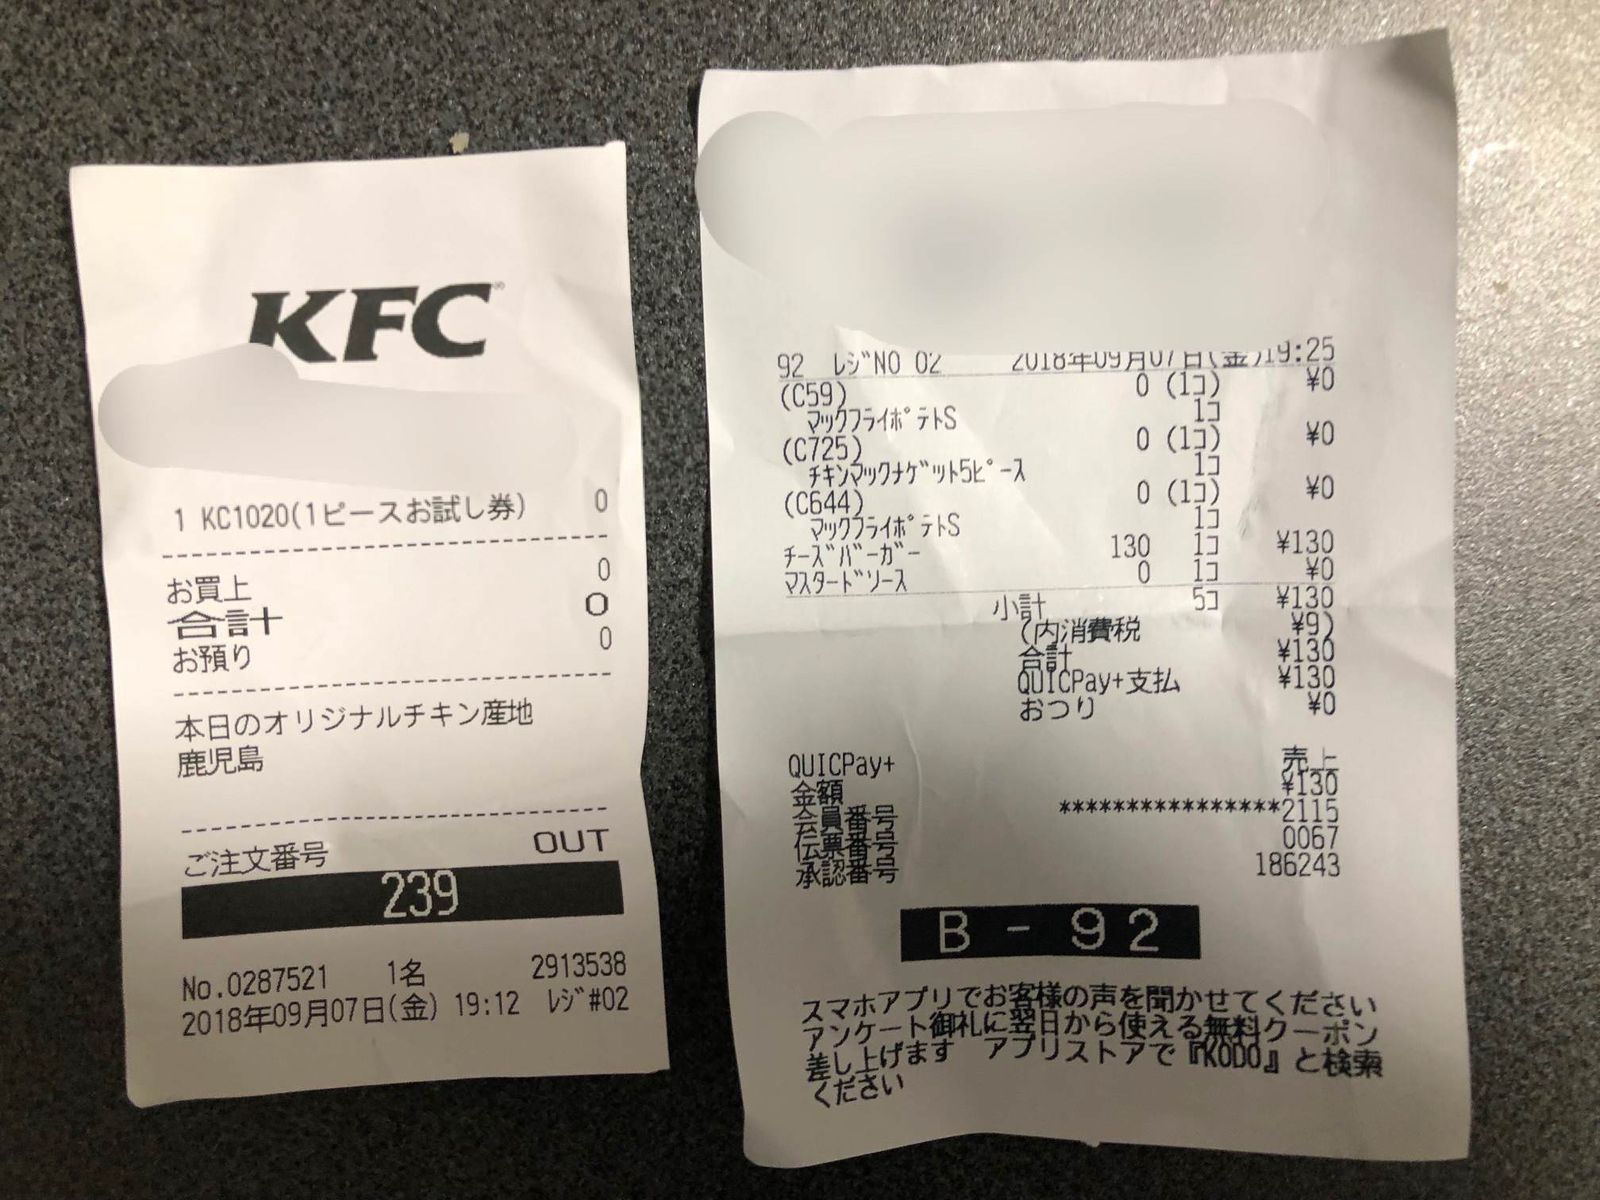 KFC
1 KC1020(1ピースお試し券) 0
お買上 0
合計 0
お預り 0
本日のオリジナルチキン産地
鹿児島
ご注文番号 OUT
239
No.0287521 1名 2913538
2018年09月07日(金) 19:12 ﾚｼﾞ#02
92 ﾚｼﾞNO 02 2018年09月07日(金)19:25
(C59) 0 (1コ) ¥0
ﾏｯｸﾌﾗｲﾎﾟﾃﾄS 1コ
(C725) 0 (1コ) ¥0
ﾁｷﾝﾏｯｸﾅｹﾞｯﾄ5ﾋﾟｰｽ 1コ
(C644) 0 (1コ) ¥0
ﾏｯｸﾌﾗｲﾎﾟﾃﾄS 1コ
ﾁｰｽﾞﾊﾞｰｶﾞｰ 130 1コ ¥130
ﾏｽﾀｰﾄﾞｿｰｽ 0 1コ ¥0
小計 5コ ¥130
(内消費税 ¥9)
合計 ¥130
QUICPay+支払 ¥130
おつり ¥0
QUICPay+ 売上
金額 ¥130
会員番号 ****************2115
伝票番号 0067
承認番号 186243
B - 92
スマホアプリでお客様の声を聞かせてください
アンケート御礼に翌日から使える無料クーポン
差し上げます アプリストアで『KODO』と検索
ください